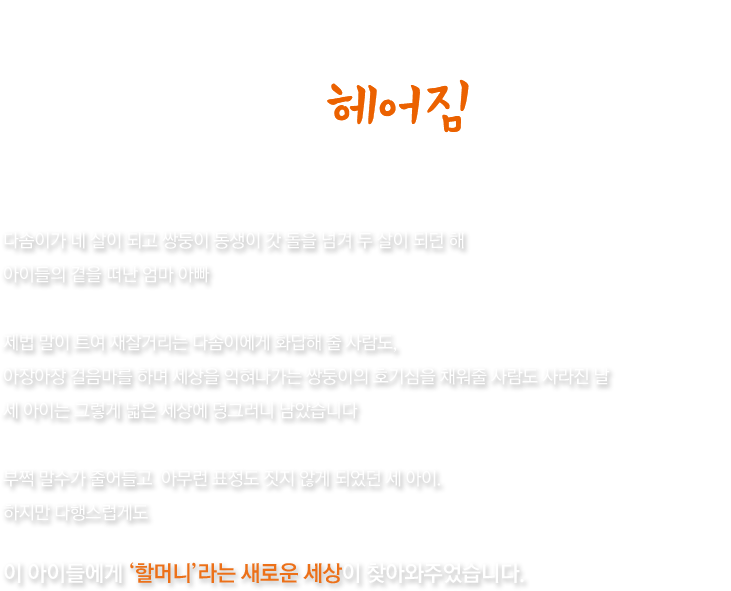 헤어짐
다솜이가 네 살이 되고 쌍둥이 동생이 갓 돌을 넘겨 두 살이 되던 해
아이들의 곁을 떠난 엄마 아빠
제법 말이 트여 재잘거리는 다솜이에게 화답해 줄 사람도,
아장아장 걸음마를 하며 세상을 익혀나가는 쌍둥이의 호기심을 채워줄 사람도 사라진 날
세 아이는 그렇게 넓은 세상에 덩그러니 남았습니다
부쩍 말수가 줄어들고 아무런 표정도 짓지 않게 되었던 세 아이.
하지만 다행스럽게도
이 아이들에게 ‘할머니’라는 새로운 세상이 찾아와주었습니다.